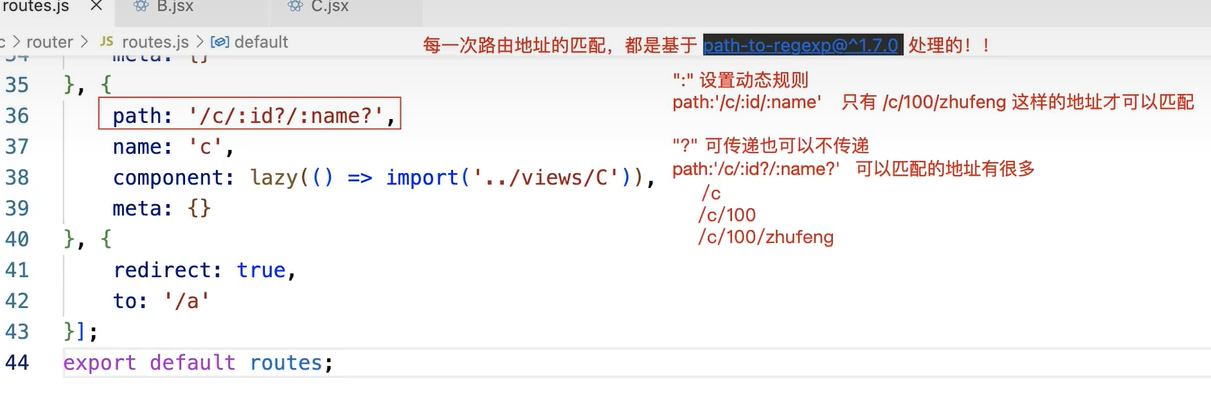 routes.js × B.jsx C.jsx
c > router > JS routes.js > default
每一次路由地址的匹配，都是基于 path-to-regexp@^1.7.0 处理的！！
34 meta: {}
35 }, {
36 path: '/c/:id?/:name?',
37 name: 'c',
38 component: lazy(() => import('../views/C')),
39 meta: {}
40 }, {
41 redirect: true,
42 to: '/a'
43 }];
44 export default routes;
":" 设置动态规则
path:'/c/:id/:name' 只有 /c/100/zhufeng 这样的地址才可以匹配
"?" 可传递也可以不传递
path:'/c/:id?/:name?' 可以匹配的地址有很多
/c
/c/100
/c/100/zhufeng